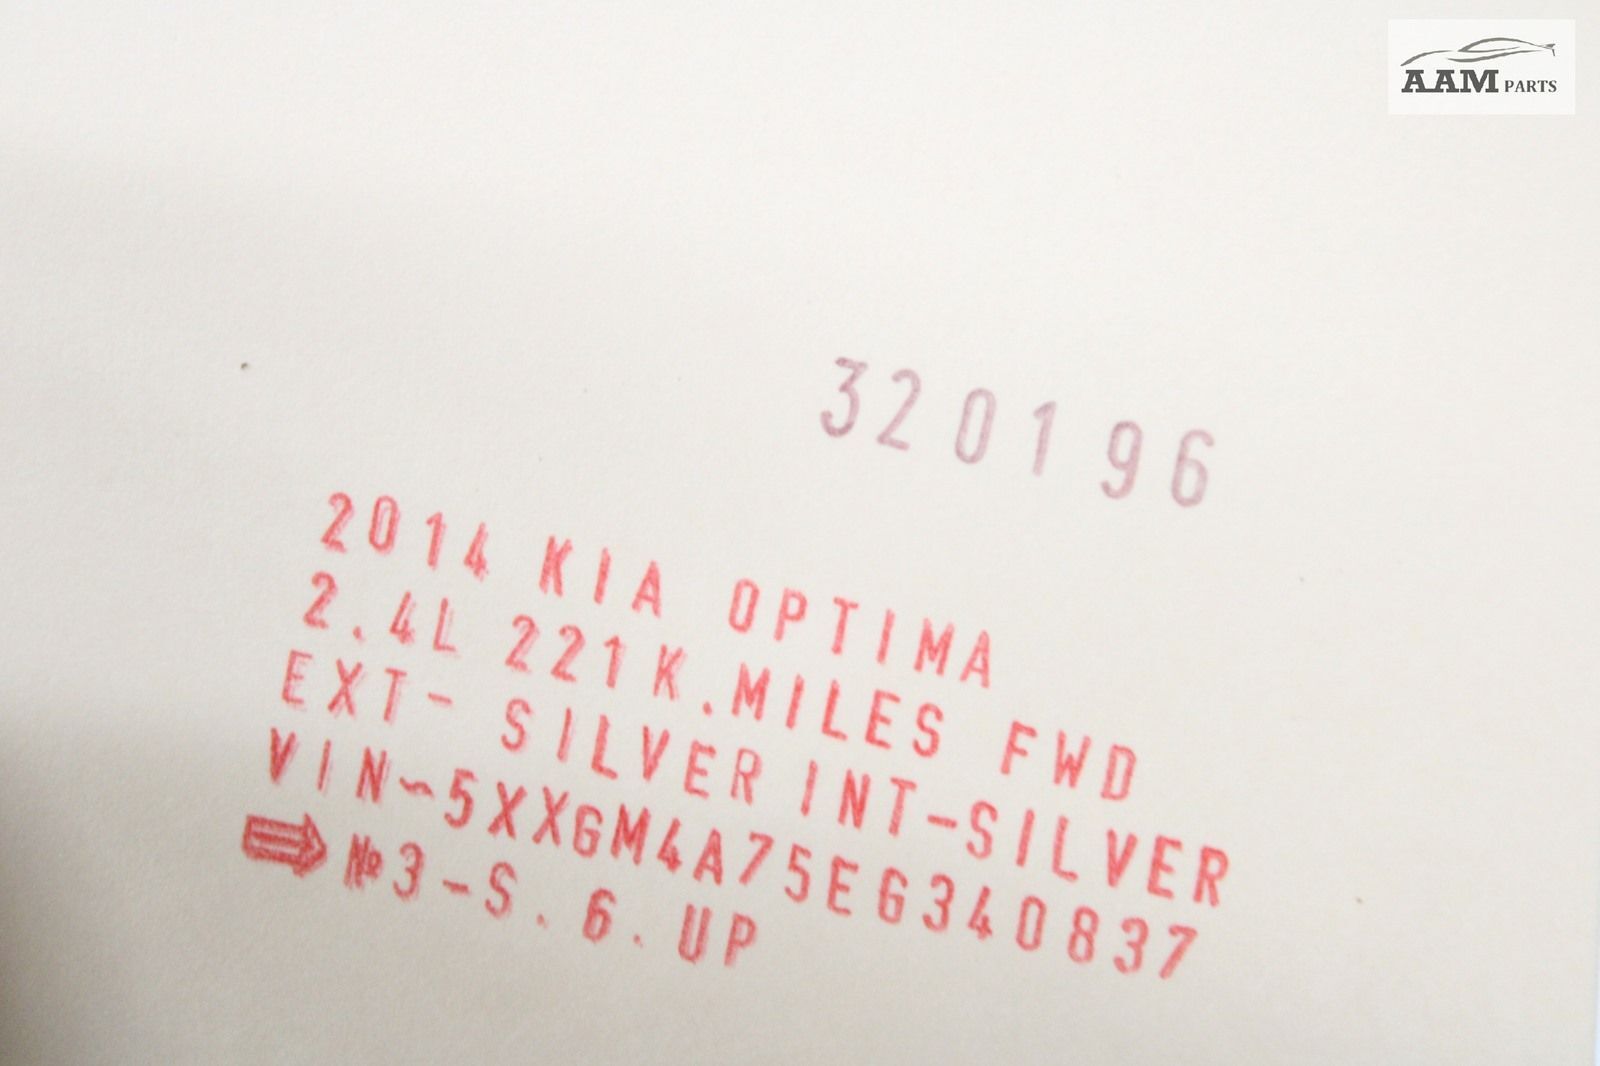 AAM PARTS
320196
2014 KIA OPTIMA
2.4L 221K.MILES FWD
EXT- SILVER INT-SILVER
VIN-5XXGM4A75EG340837
№3-S.6.UP